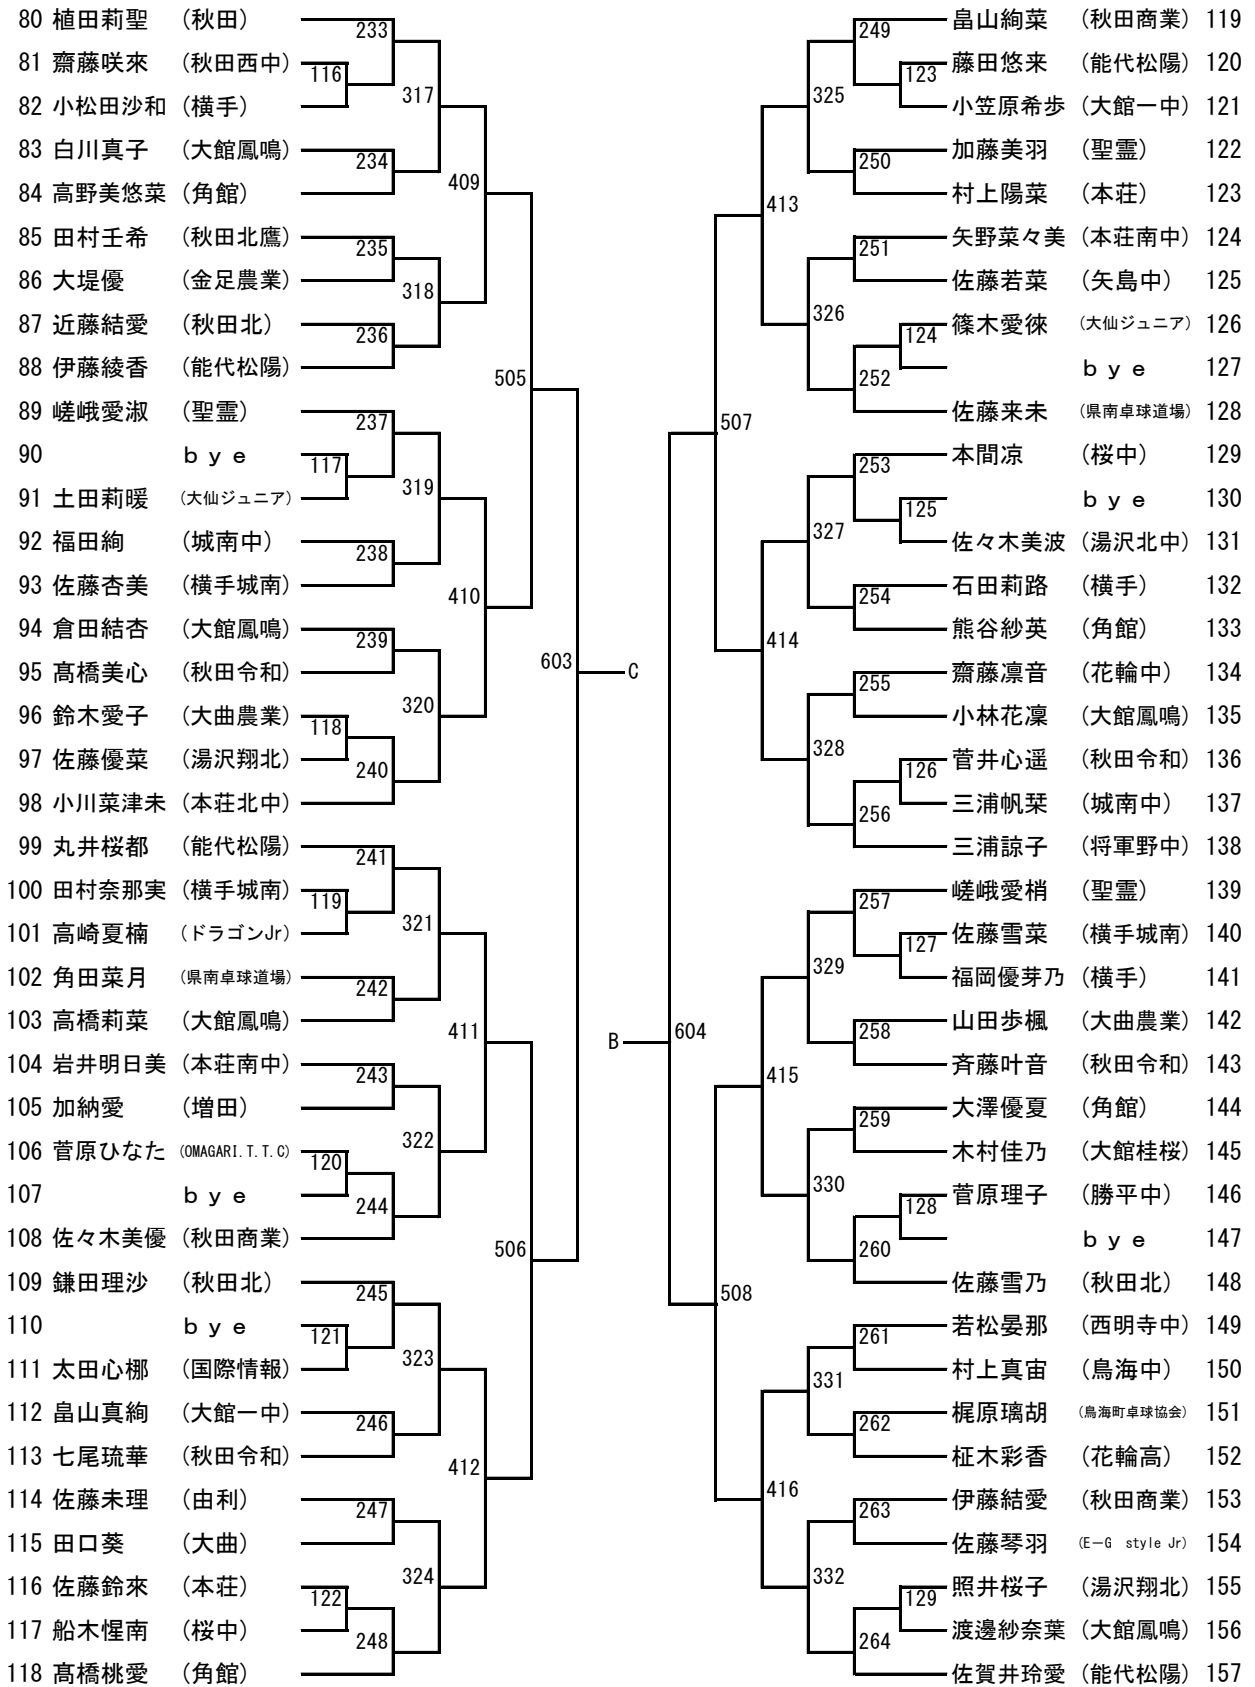 80 植田莉聖 (秋田)
81 齋藤咲來 (秋田西中)
82 小松田沙和 (横手)
83 白川真子 (大館鳳鳴)
84 高野美悠菜 (角館)
85 田村壬希 (秋田北鷹)
86 大堤優 (金足農業)
87 近藤結愛 (秋田北)
88 伊藤綾香 (能代松陽)
89 嵯峨愛淑 (聖霊)
90 bye
91 土田莉暖 (大仙ジュニア)
92 福田絢 (城南中)
93 佐藤杏美 (横手城南)
94 倉田結杏 (大館鳳鳴)
95 髙橋美心 (秋田令和)
96 鈴木愛子 (大曲農業)
97 佐藤優菜 (湯沢翔北)
98 小川菜津未 (本荘北中)
99 丸井桜都 (能代松陽)
100 田村奈那実 (横手城南)
101 高崎夏楠 (ドラゴンJr)
102 角田菜月 (県南卓球道場)
103 高橋莉菜 (大館鳳鳴)
104 岩井明日美 (本荘南中)
105 加納愛 (増田)
106 菅原ひなた (OMAGARI.T.T.C)
107 bye
108 佐々木美優 (秋田商業)
109 鎌田理沙 (秋田北)
110 bye
111 太田心梛 (国際情報)
112 畠山真絢 (大館一中)
113 七尾琉華 (秋田令和)
114 佐藤未理 (由利)
115 田口葵 (大曲)
116 佐藤鈴來 (本荘)
117 船木惺南 (桜中)
118 髙橋桃愛 (角館)
233
116
317
234
409
235
318
236
505
237
117
319
238
410
239
603
C
320
118
240
241
119
321
242
411
243
322
120
244
506
245
121
323
246
412
247
324
122
248
249
123
325
250
413
251
326
124
252
507
253
125
327
254
414
255
328
126
256
257
127
329
258
B
604
415
259
330
128
260
508
261
331
262
416
263
332
129
264
畠山絢菜 (秋田商業) 119
藤田悠来 (能代松陽) 120
小笠原希歩 (大館一中) 121
加藤美羽 (聖霊) 122
村上陽菜 (本荘) 123
矢野菜々美 (本荘南中) 124
佐藤若菜 (矢島中) 125
篠木愛徠 (大仙ジュニア) 126
bye 127
佐藤来未 (県南卓球道場) 128
本間凉 (桜中) 129
bye 130
佐々木美波 (湯沢北中) 131
石田莉路 (横手) 132
熊谷紗英 (角館) 133
齋藤凛音 (花輪中) 134
小林花凜 (大館鳳鳴) 135
菅井心遥 (秋田令和) 136
三浦帆栞 (城南中) 137
三浦諒子 (将軍野中) 138
嵯峨愛梢 (聖霊) 139
佐藤雪菜 (横手城南) 140
福岡優芽乃 (横手) 141
山田歩楓 (大曲農業) 142
斉藤叶音 (秋田令和) 143
大澤優夏 (角館) 144
木村佳乃 (大館桂桜) 145
菅原理子 (勝平中) 146
bye 147
佐藤雪乃 (秋田北) 148
若松晏那 (西明寺中) 149
村上真宙 (鳥海中) 150
梶原璃胡 (鳥海町卓球協会) 151
柾木彩香 (花輪高) 152
伊藤結愛 (秋田商業) 153
佐藤琴羽 (E−G style Jr) 154
照井桜子 (湯沢翔北) 155
渡邊紗奈葉 (大館鳳鳴) 156
佐賀井玲愛 (能代松陽) 157